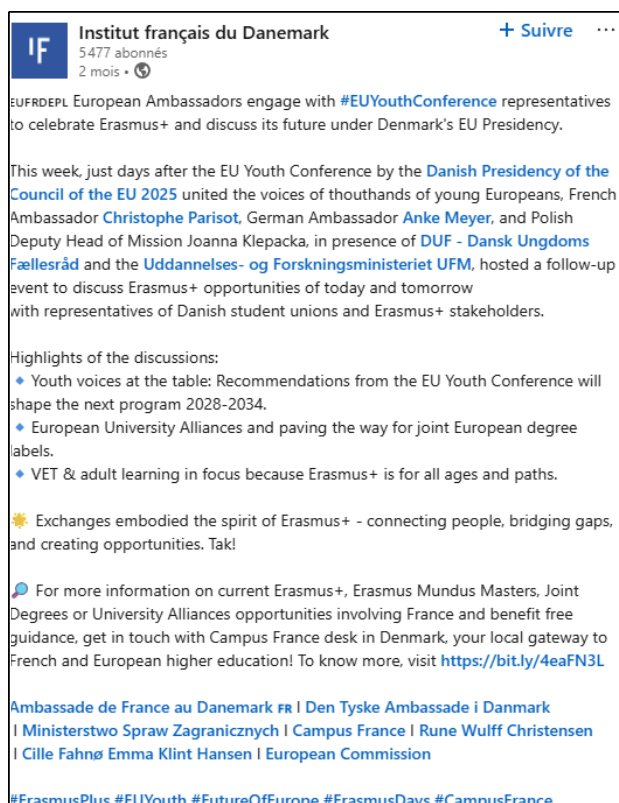 IF
Institut français du Danemark
+ Suivre ...
5 477 abonnés
2 mois •
EUFRDEPL European Ambassadors engage with #EUYouthConference representatives
to celebrate Erasmus+ and discuss its future under Denmark's EU Presidency.
This week, just days after the EU Youth Conference by the Danish Presidency of the
Council of the EU 2025 united the voices of thouthands of young Europeans, French
Ambassador Christophe Parisot, German Ambassador Anke Meyer, and Polish
Deputy Head of Mission Joanna Klepacka, in presence of DUF - Dansk Ungdoms
Fællesråd and the Uddannelses- og Forskningsministeriet UFM, hosted a follow-up
event to discuss Erasmus+ opportunities of today and tomorrow
with representatives of Danish student unions and Erasmus+ stakeholders.
Highlights of the discussions:
🔹 Youth voices at the table: Recommendations from the EU Youth Conference will
shape the next program 2028-2034.
🔹 European University Alliances and paving the way for joint European degree
labels.
🔹 VET & adult learning in focus because Erasmus+ is for all ages and paths.
🌟 Exchanges embodied the spirit of Erasmus+ - connecting people, bridging gaps,
and creating opportunities. Tak!
🔎 For more information on current Erasmus+, Erasmus Mundus Masters, Joint
Degrees or University Alliances opportunities involving France and benefit free
guidance, get in touch with Campus France desk in Denmark, your local gateway to
French and European higher education! To know more, visit https://bit.ly/4eaFN3L
Ambassade de France au Danemark FR I Den Tyske Ambassade i Danmark
I Ministerstwo Spraw Zagranicznych I Campus France I Rune Wulff Christensen
I Cille Fahnø Emma Klint Hansen I European Commission
#ErasmusPlus #EUYouth #FutureOfEurope #ErasmusDays #CampusFrance